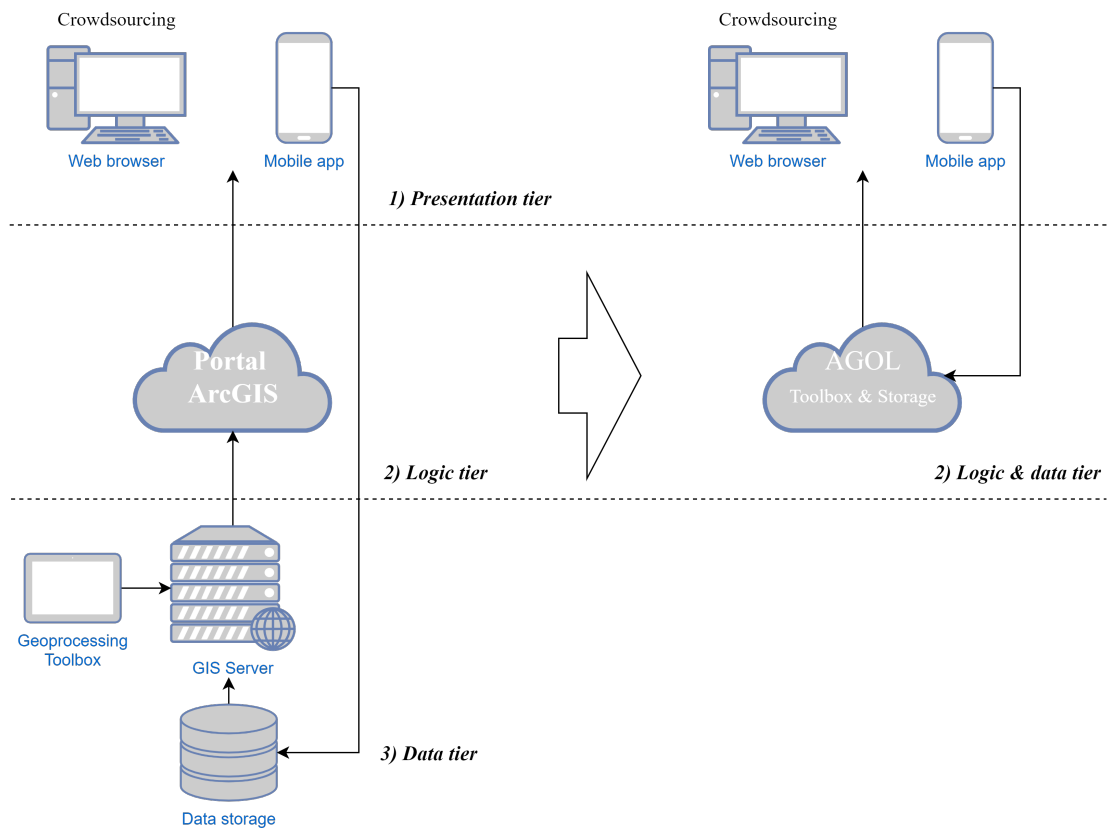 Crowdsourcing
Web browser
Mobile app
1) Presentation tier
Portal
ArcGIS
2) Logic tier
Geoprocessing
Toolbox
GIS Server
3) Data tier
Data storage
Crowdsourcing
Web browser
Mobile app
AGOL
Toolbox & Storage
2) Logic & data tier